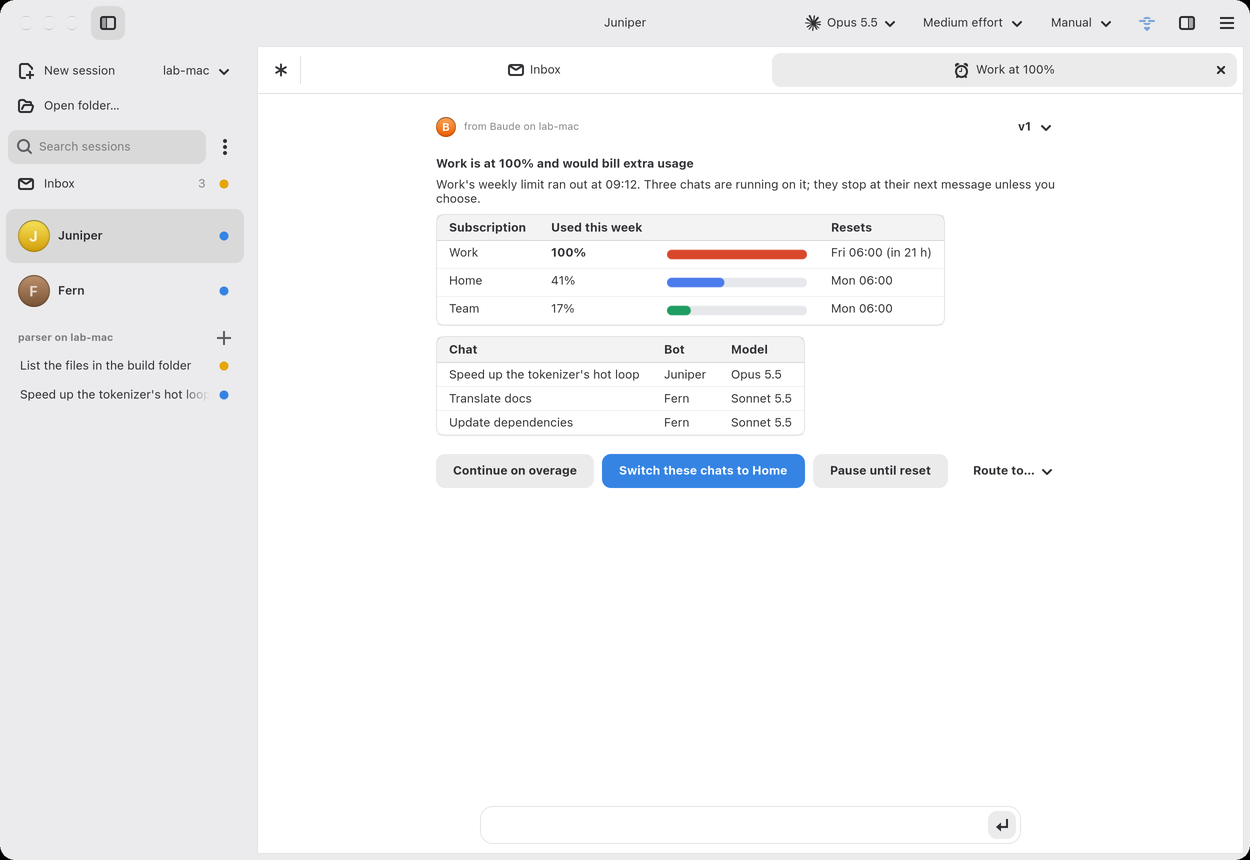 Juniper
Opus 5.5
Medium effort
Manual
New session
lab-mac
Open folder...
Search sessions
Inbox
3
J
Juniper
F
Fern
parser on lab-mac
List the files in the build folder
Speed up the tokenizer's hot loop
Inbox
Work at 100%
B
from Baude on lab-mac
v1
Work is at 100% and would bill extra usage
Work's weekly limit ran out at 09:12. Three chats are running on it; they stop at their next message unless you
choose.
Subscription Used this week Resets
Work 100% Fri 06:00 (in 21 h)
Home 41% Mon 06:00
Team 17% Mon 06:00
Chat Bot Model
Speed up the tokenizer's hot loop Juniper Opus 5.5
Translate docs Fern Sonnet 5.5
Update dependencies Fern Sonnet 5.5
Continue on overage
Switch these chats to Home
Pause until reset
Route to...